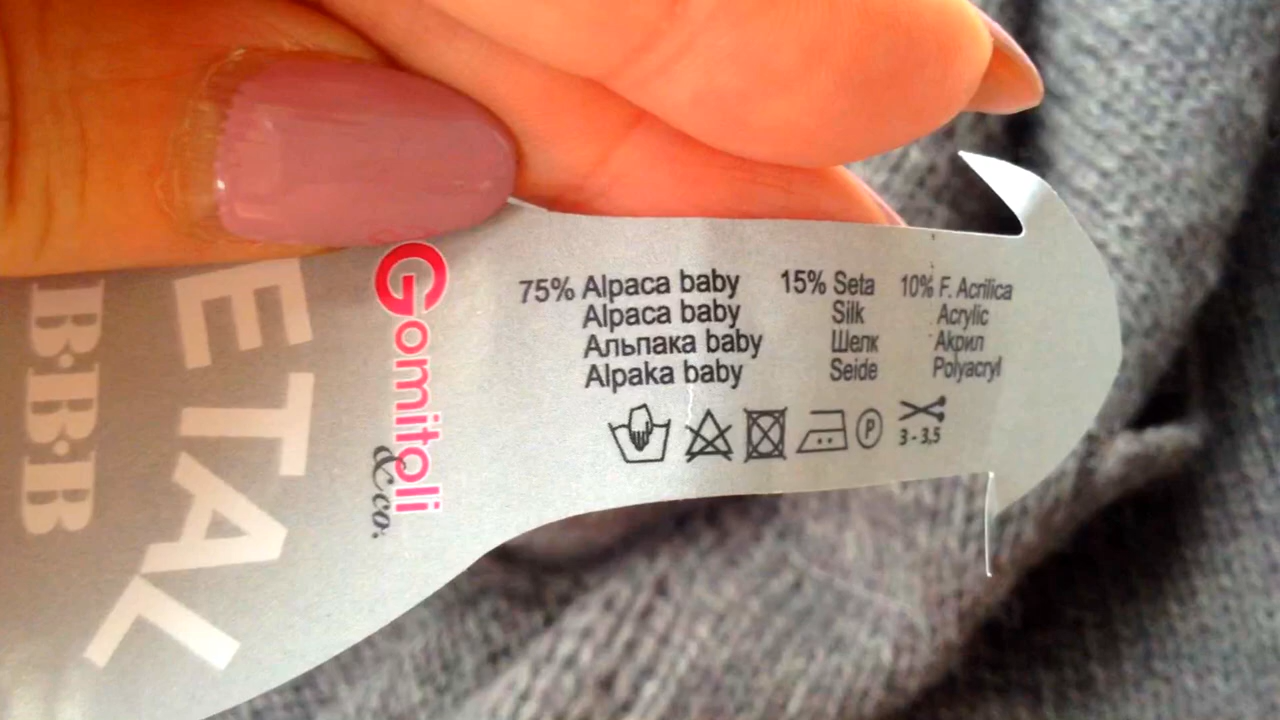 B·B·B
ETAL
Gomitoli
&co.
75% Alpaca baby 15% Seta 10% F. Acrilica
Alpaca baby Silk Acrylic
Альпака baby Шелк Акрил
Alpaka baby Seide Polyacryl
P
3 - 3,5